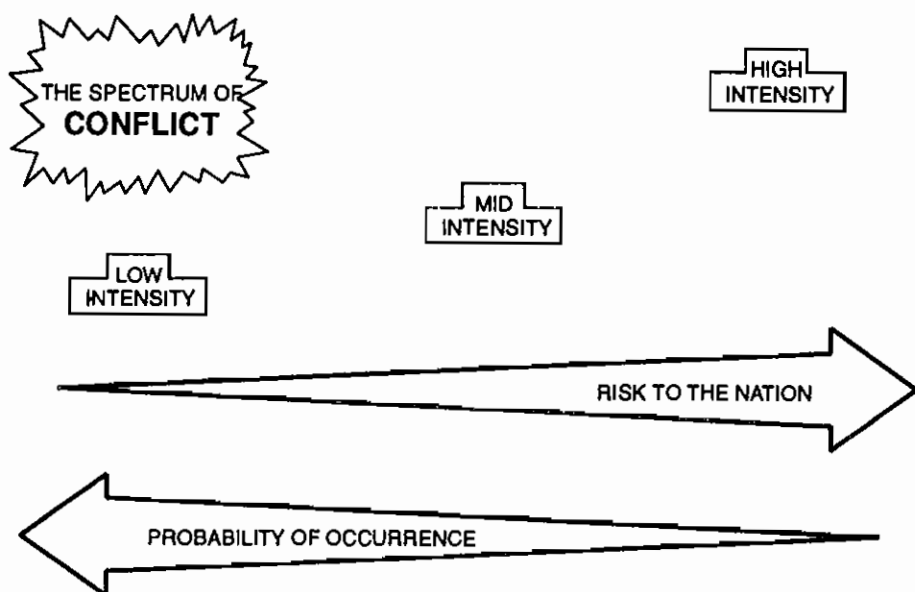 THE SPECTRUM OF
CONFLICT
HIGH
INTENSITY
MID
INTENSITY
LOW
INTENSITY
RISK TO THE NATION
PROBABILITY OF OCCURRENCE